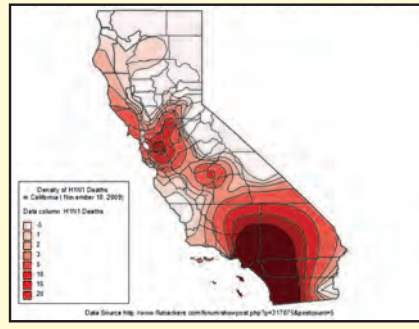 Density of H1N1 Deaths
in California (November 18, 2009)
Data column: H1N1 Deaths
1
2
3
5
10
15
20
Data Source http://www.flutrackers.com/forum/showpost.php?p=317875&postcount=5